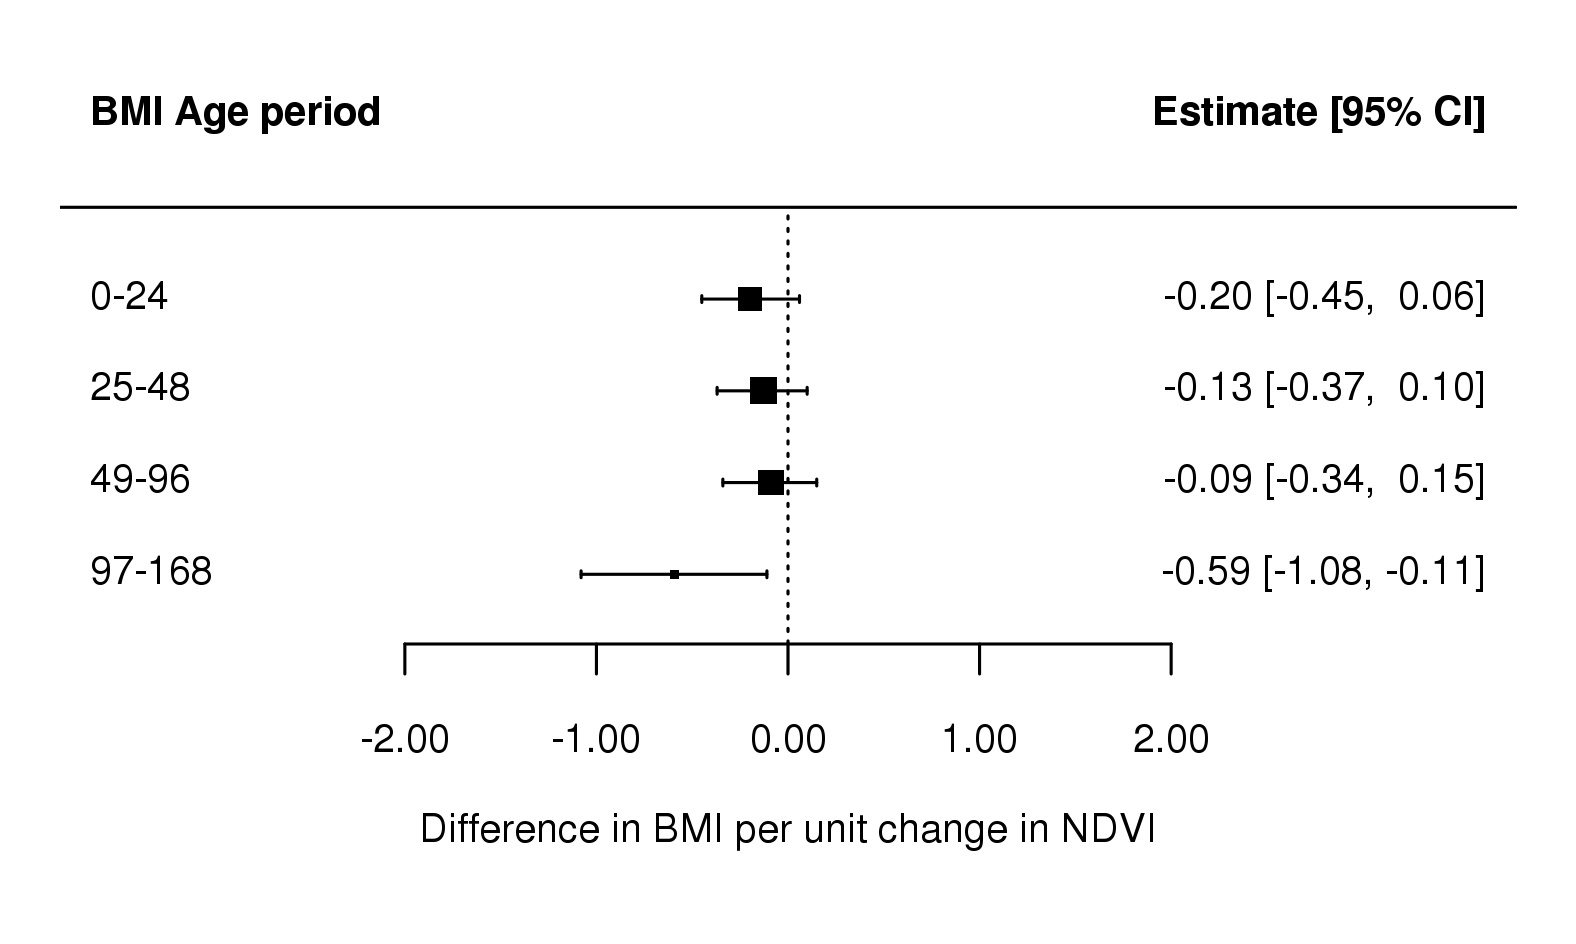 BMI Age period Estimate [95% CI]
0-24 -0.20 [-0.45, 0.06]
25-48 -0.13 [-0.37, 0.10]
49-96 -0.09 [-0.34, 0.15]
97-168 -0.59 [-1.08, -0.11]
-2.00 -1.00 0.00 1.00 2.00
Difference in BMI per unit change in NDVI